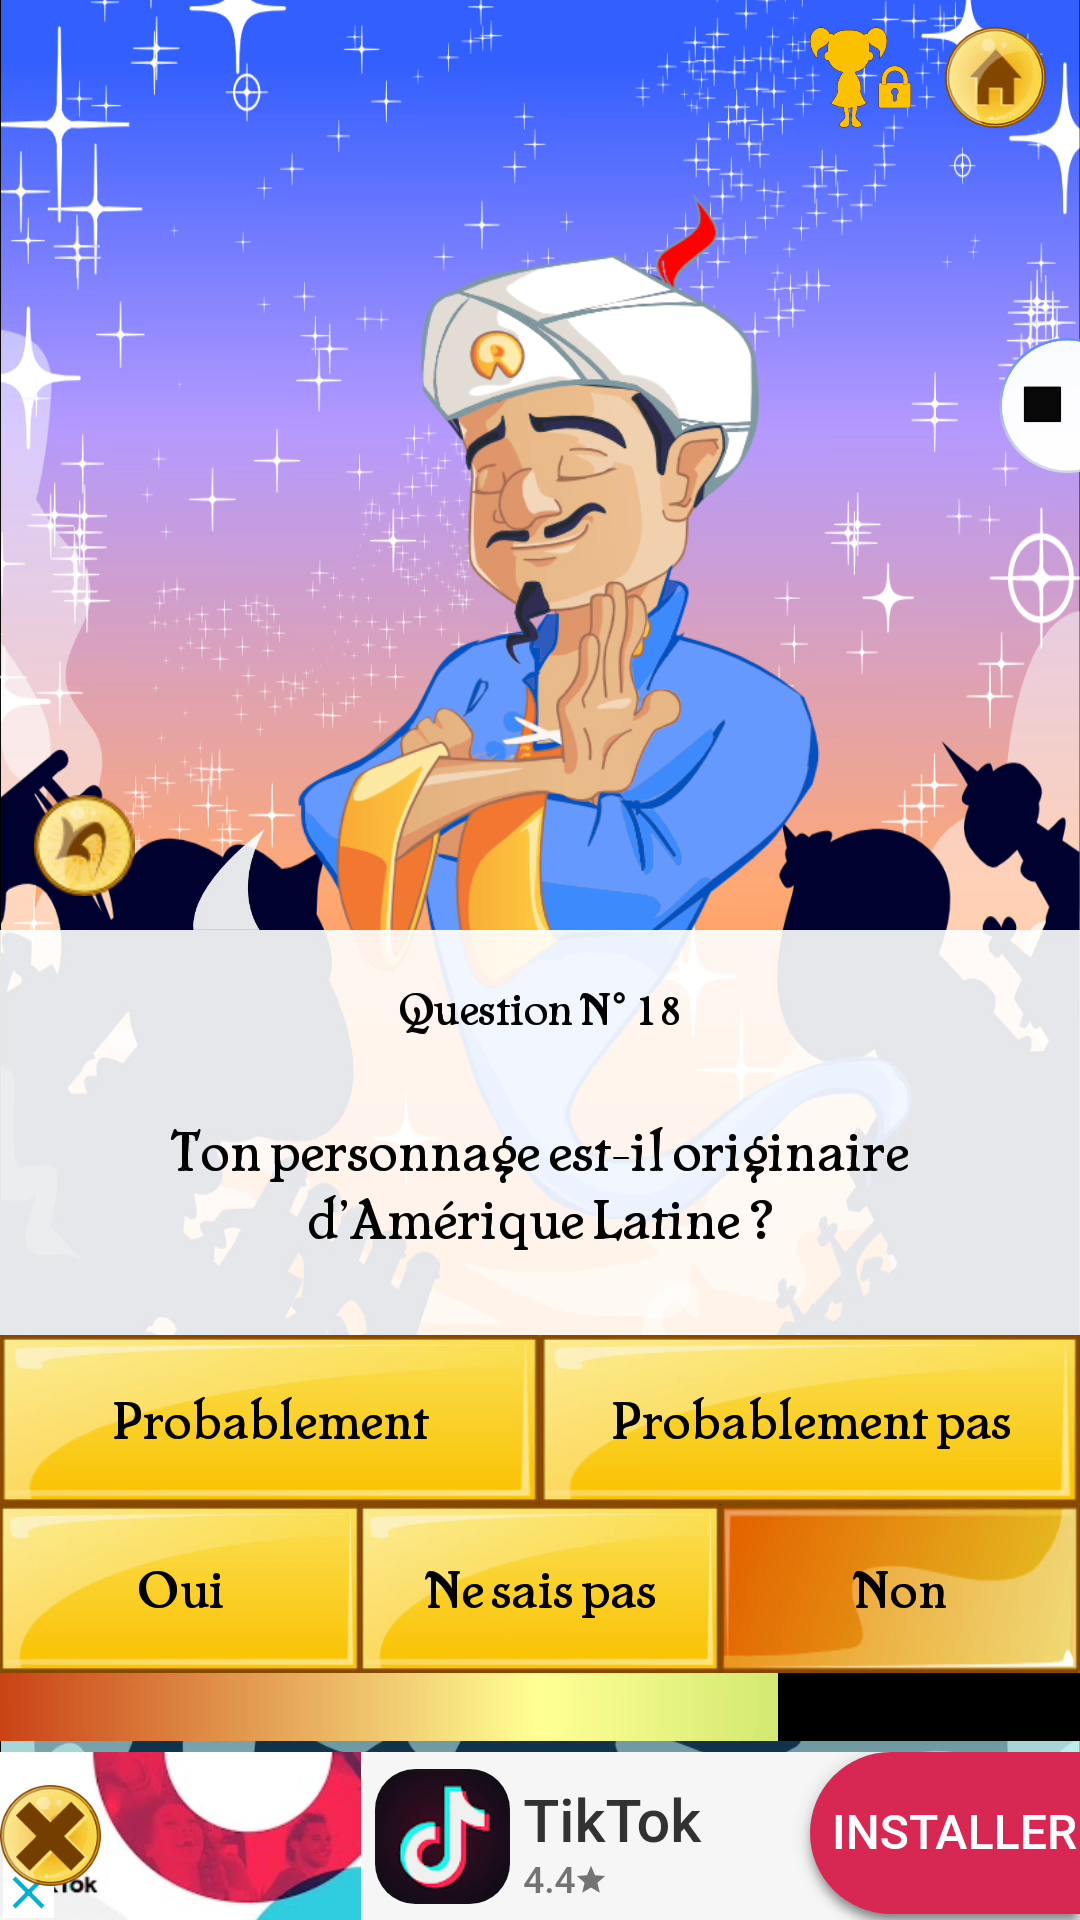 Question N° 18
Ton personnage est-il originaire
d'Amérique Latine ?
Probablement
Probablement pas
Oui
Ne sais pas
Non
TikTok
4.4★
INSTALLER